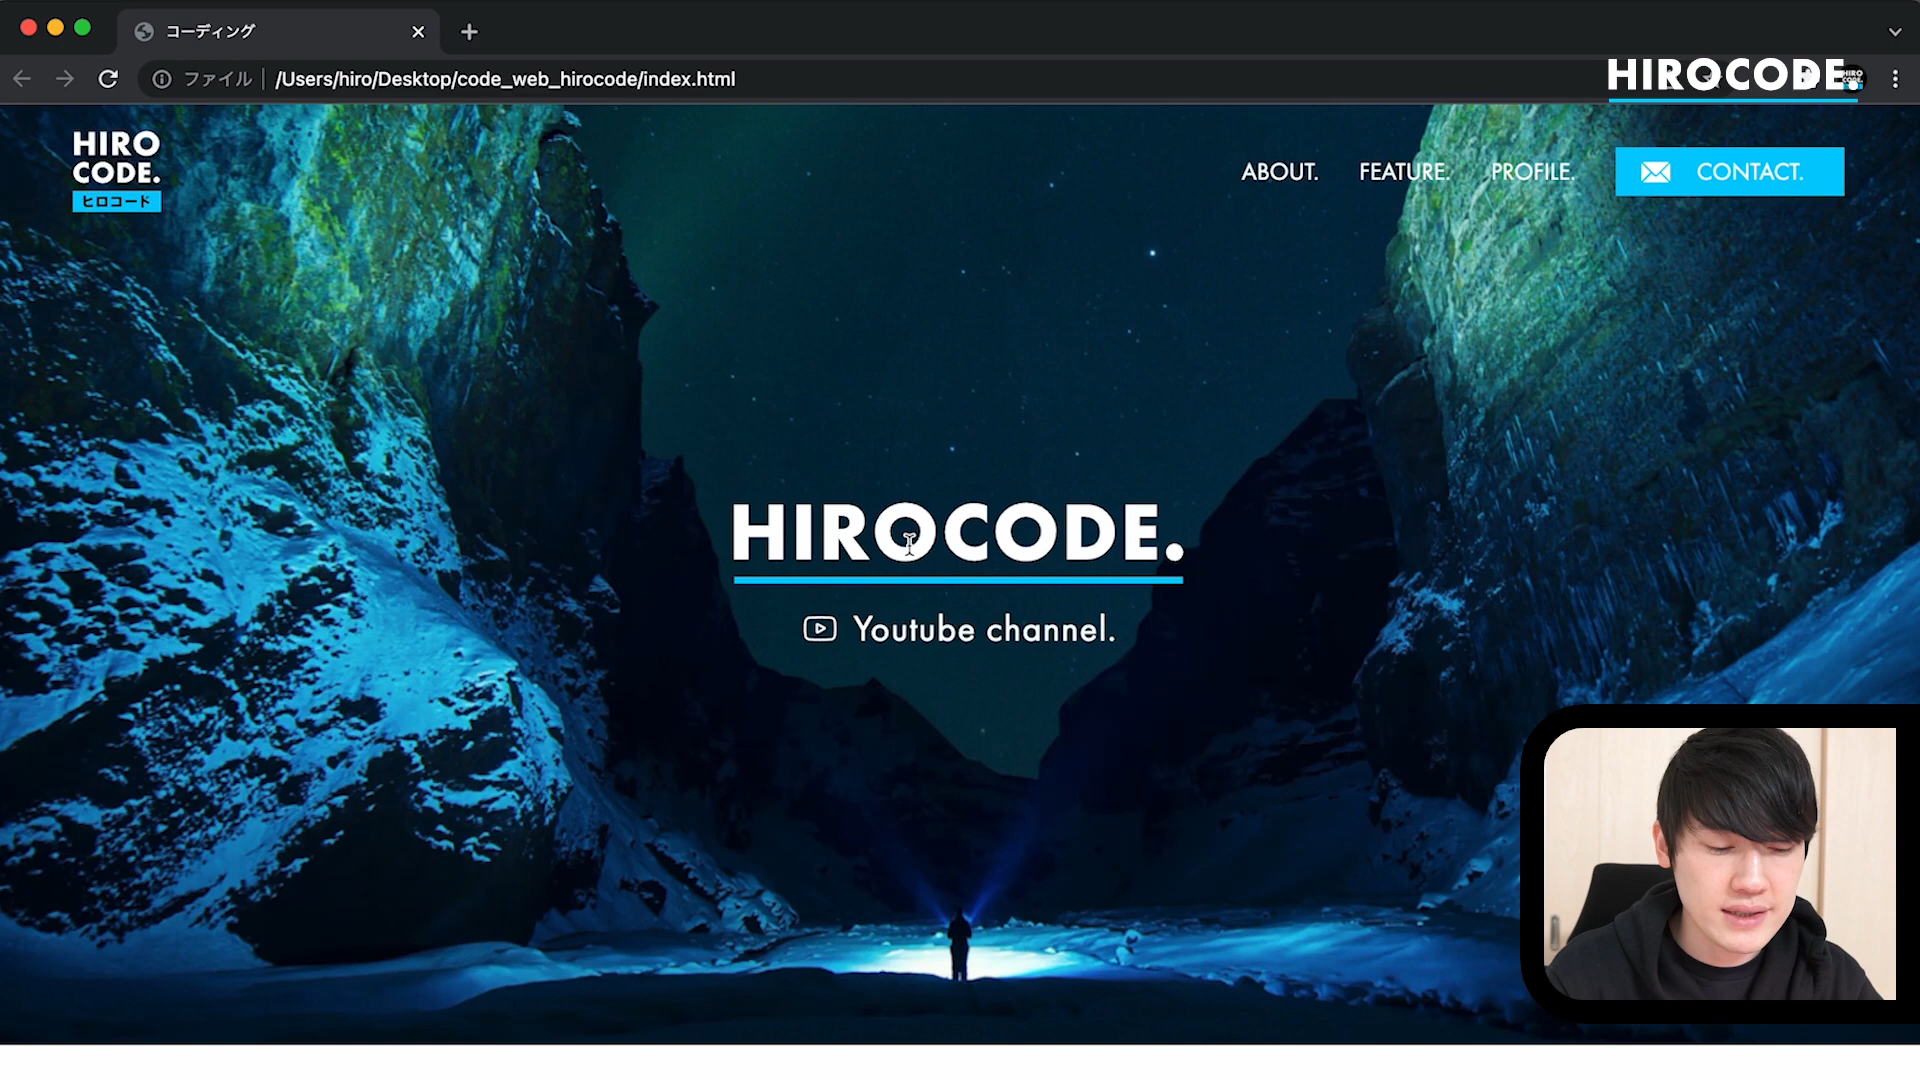 コーディング
ファイル
/Users/hiro/Desktop/code_web_hirocode/index.html
HIROCODE.
HIRO
CODE.
ヒロコード
ABOUT.
FEATURE.
PROFILE.
CONTACT.
HIROCODE.
Youtube channel.